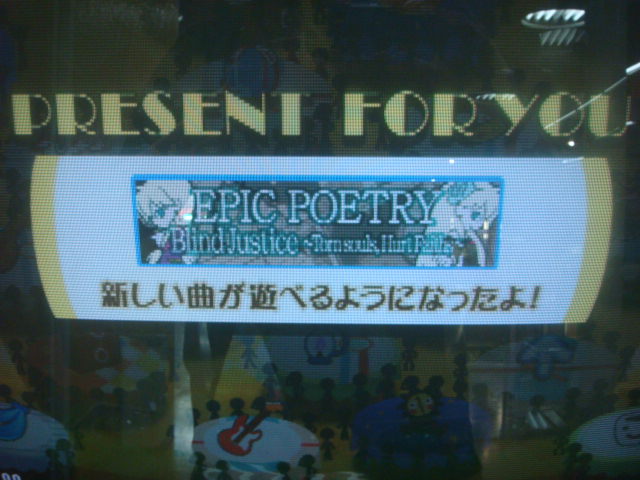 PRESENT FOR YOU
EPIC POETRY
Blind Justice ~Torn souls, Hurt Faiths~
新しい曲が遊べるようになったよ!